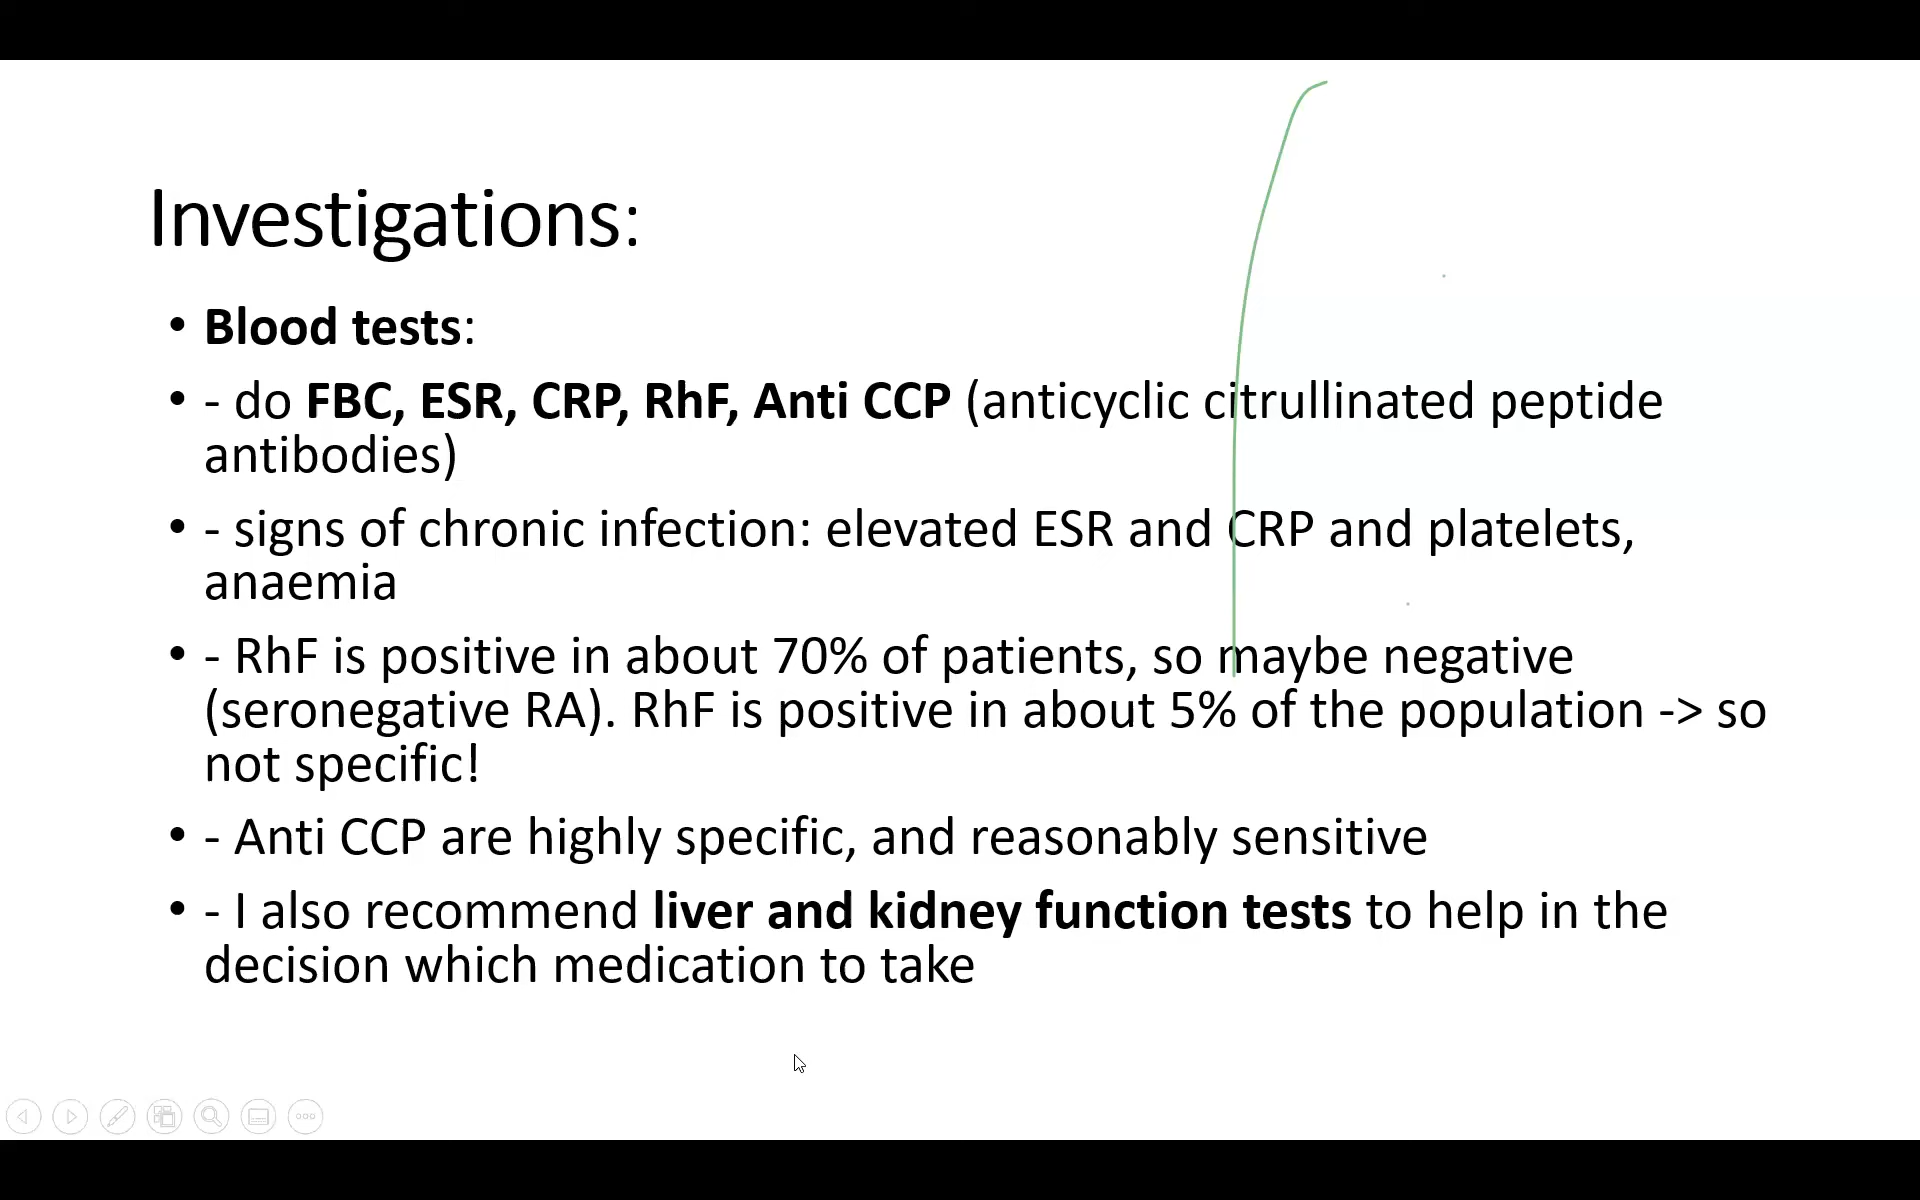 Investigations:
• Blood tests:
• - do FBC, ESR, CRP, RhF, Anti CCP (anticyclic citrullinated peptide
antibodies)
• - signs of chronic infection: elevated ESR and CRP and platelets,
anaemia
• - RhF is positive in about 70% of patients, so maybe negative
(seronegative RA). RhF is positive in about 5% of the population -> so
not specific!
• - Anti CCP are highly specific, and reasonably sensitive
• - I also recommend liver and kidney function tests to help in the
decision which medication to take